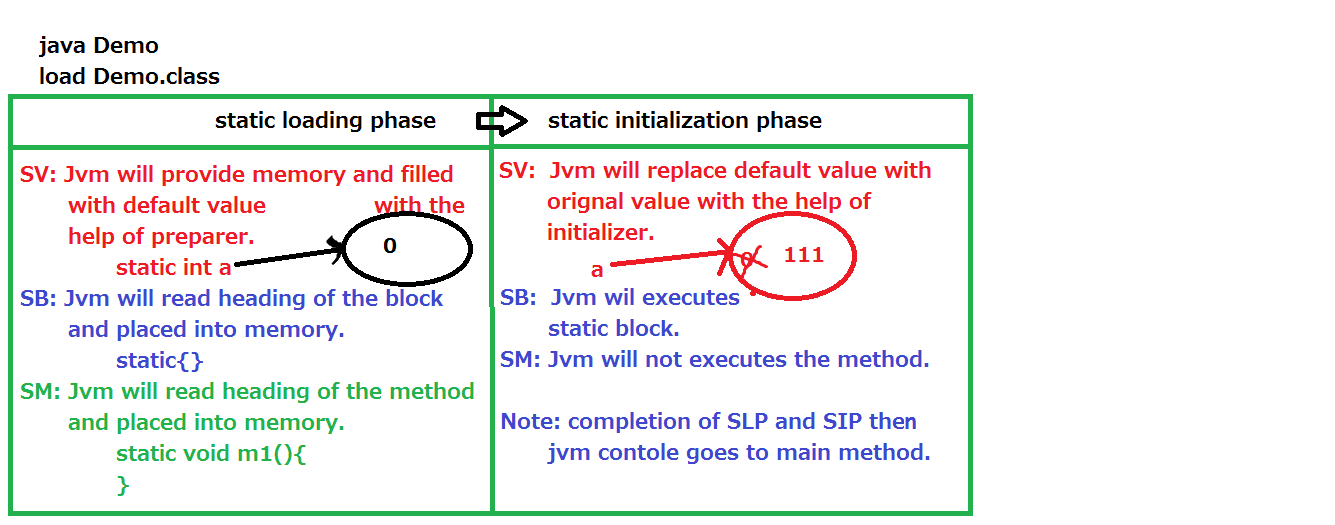 java Demo
load Demo.class
static loading phase
static initialization phase
SV: Jvm will provide memory and filled
with default value with the
help of preparer.
static int a
0
SB: Jvm will read heading of the block
and placed into memory.
static{}
SM: Jvm will read heading of the method
and placed into memory.
static void m1(){
}
SV: Jvm will replace default value with
orignal value with the help of
initializer.
a
0 111
SB: Jvm wil executes
static block.
SM: Jvm will not executes the method.
Note: completion of SLP and SIP then
jvm contole goes to main method.